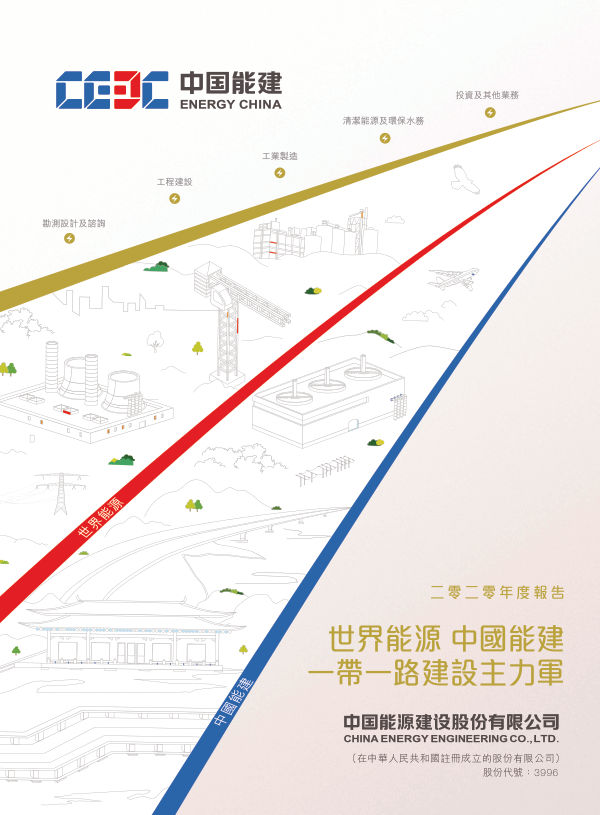 CEEC 中国能建
ENERGY CHINA
投資及其他業務
清潔能源及環保水務
工業製造
工程建設
勘測設計及諮詢
世界能源
中國能建
二零二零年度報告
世界能源 中國能建
一帶一路建設主力軍
中国能源建设股份有限公司
CHINA ENERGY ENGINEERING CO.,LTD.
（在中華人民共和國註冊成立的股份有限公司）
股份代號：3996